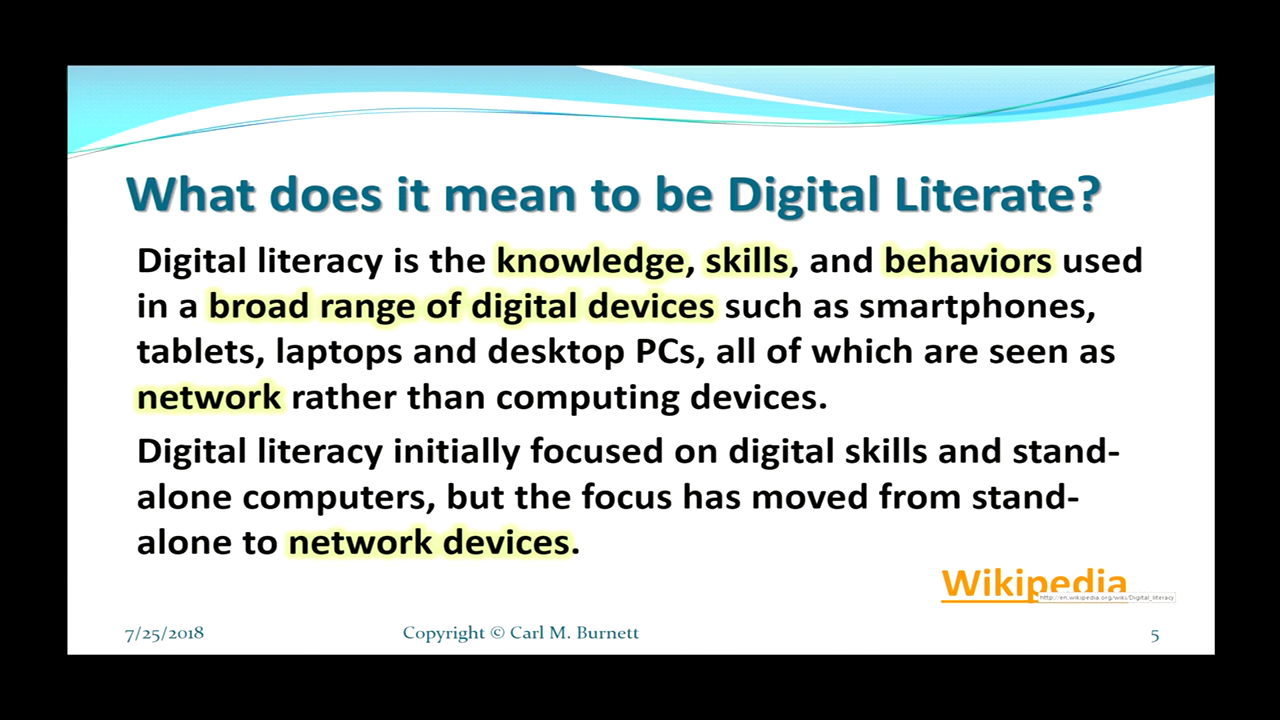 What does it mean to be Digital Literate?
Digital literacy is the knowledge, skills, and behaviors used
in a broad range of digital devices such as smartphones,
tablets, laptops and desktop PCs, all of which are seen as
network rather than computing devices.
Digital literacy initially focused on digital skills and stand-
alone computers, but the focus has moved from stand-
alone to network devices.
Wikipedia
http://en.wikipedia.org/wiki/Digital_literacy
7/25/2018 Copyright © Carl M. Burnett 5